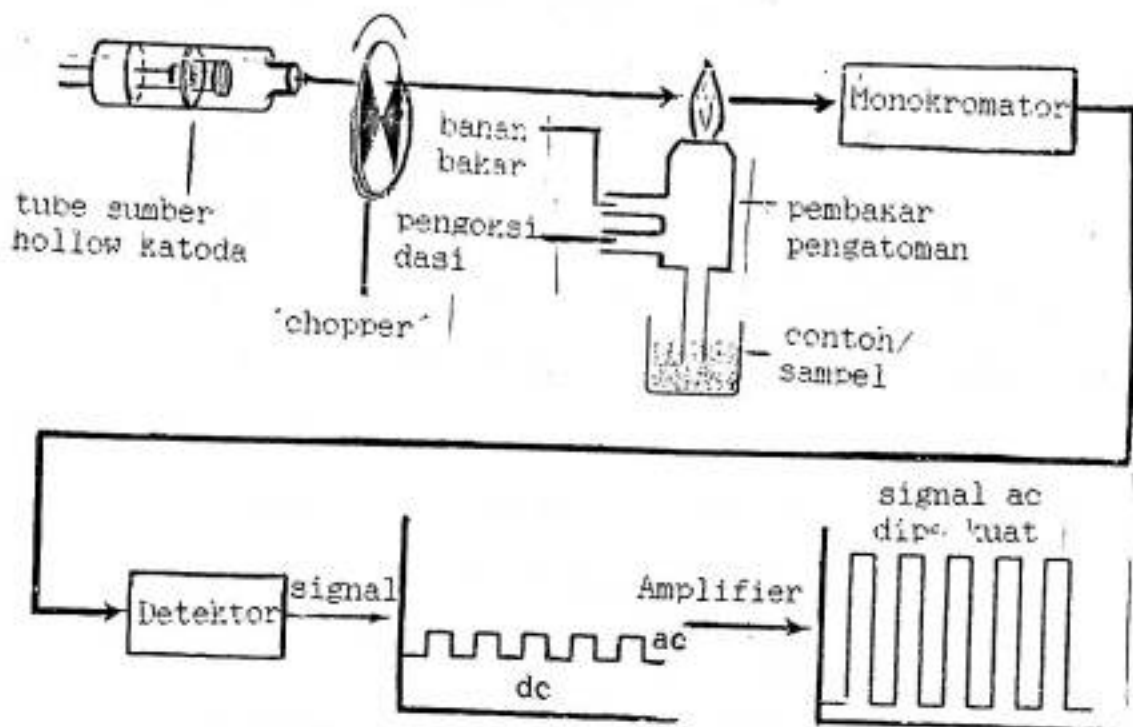 Monokromator
banan
bakar
tube sumber
hollow katoda
pengoksi
dasi
pembakar
pengatoman
'chopper'
contoh/
sampel
signal ac
kuat
Detektor
signal
ac
dc
Amplifier